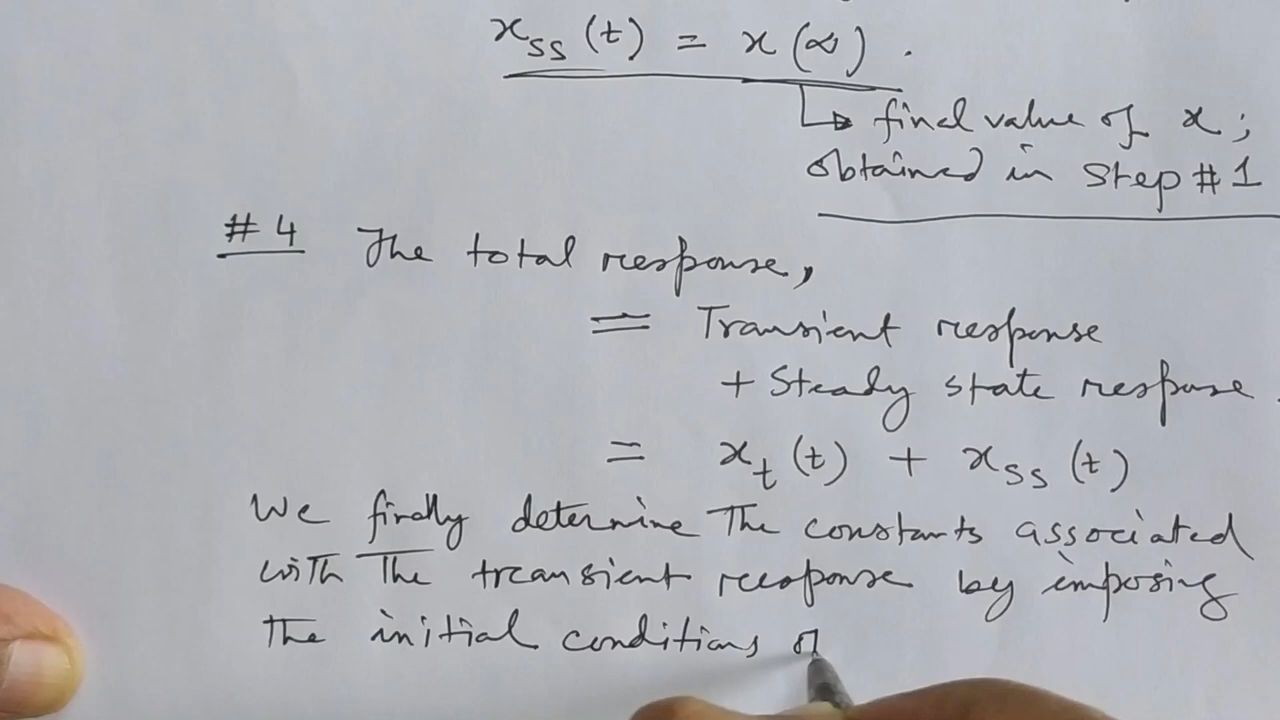 x_ss (t) = x (∞) .
↳ final value of x ;
obtained in Step # 1
# 4 The total response,
= Transient response
+ Steady state response.
= x_t (t) + x_ss (t)
We finally determine the constants associated
with the transient response by imposing
the initial conditions